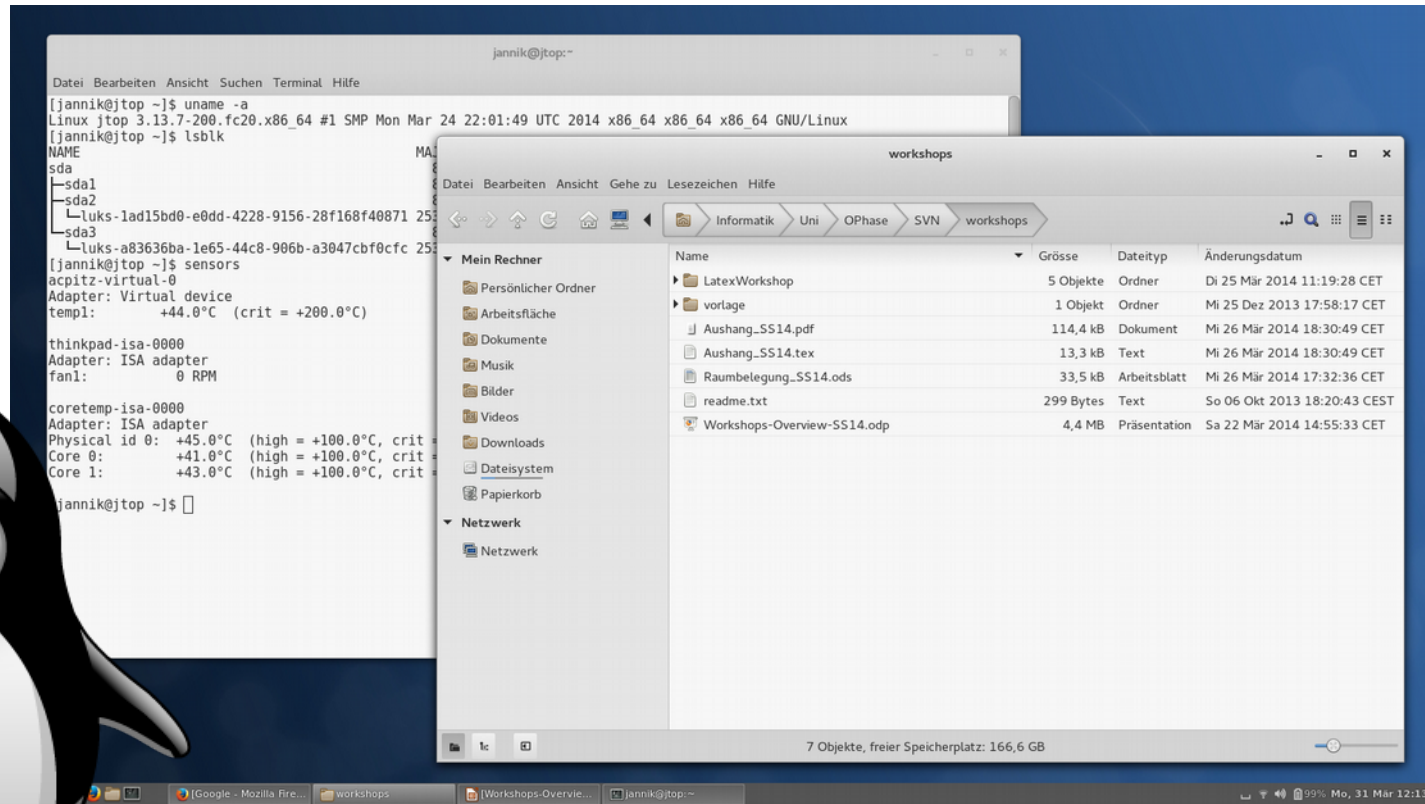 jannik@jtop:~
Datei Bearbeiten Ansicht Suchen Terminal Hilfe
[jannik@jtop ~]$ uname -a
Linux jtop 3.13.7-200.fc20.x86_64 #1 SMP Mon Mar 24 22:01:49 UTC 2014 x86_64 x86_64 x86_64 GNU/Linux
[jannik@jtop ~]$ lsblk
NAME MAJ
sda 8
├─sda1 8
├─sda2 8
│ └─luks-1ad15bd0-e0dd-4228-9156-28f168f40871 253
└─sda3 8
└─luks-a83636ba-1e65-44c8-906b-a3047cbf0cfc 253
[jannik@jtop ~]$ sensors
acpitz-virtual-0
Adapter: Virtual device
temp1: +44.0°C (crit = +200.0°C)
thinkpad-isa-0000
Adapter: ISA adapter
fan1: 0 RPM
coretemp-isa-0000
Adapter: ISA adapter
Physical id 0: +45.0°C (high = +100.0°C, crit =
Core 0: +41.0°C (high = +100.0°C, crit =
Core 1: +43.0°C (high = +100.0°C, crit =
jannik@jtop ~]$
workshops
Datei Bearbeiten Ansicht Gehe zu Lesezeichen Hilfe
Informatik Uni OPhase SVN workshops
Mein Rechner
Persönlicher Ordner
Arbeitsfläche
Dokumente
Musik
Bilder
Videos
Downloads
Dateisystem
Papierkorb
Netzwerk
Netzwerk
Name Grösse Dateityp Änderungsdatum
LatexWorkshop 5 Objekte Ordner Di 25 Mär 2014 11:19:28 CET
vorlage 1 Objekt Ordner Mi 25 Dez 2013 17:58:17 CET
Aushang_SS14.pdf 114,4 kB Dokument Mi 26 Mär 2014 18:30:49 CET
Aushang_SS14.tex 13,3 kB Text Mi 26 Mär 2014 18:30:49 CET
Raumbelegung_SS14.ods 33,5 kB Arbeitsblatt Mi 26 Mär 2014 17:32:36 CET
readme.txt 299 Bytes Text So 06 Okt 2013 18:20:43 CEST
Workshops-Overview-SS14.odp 4,4 MB Präsentation Sa 22 Mär 2014 14:55:33 CET
7 Objekte, freier Speicherplatz: 166,6 GB
[Google - Mozilla Fire... workshops [Workshops-Overvie... jannik@jtop:~ 99% Mo, 31 Mär 12:1